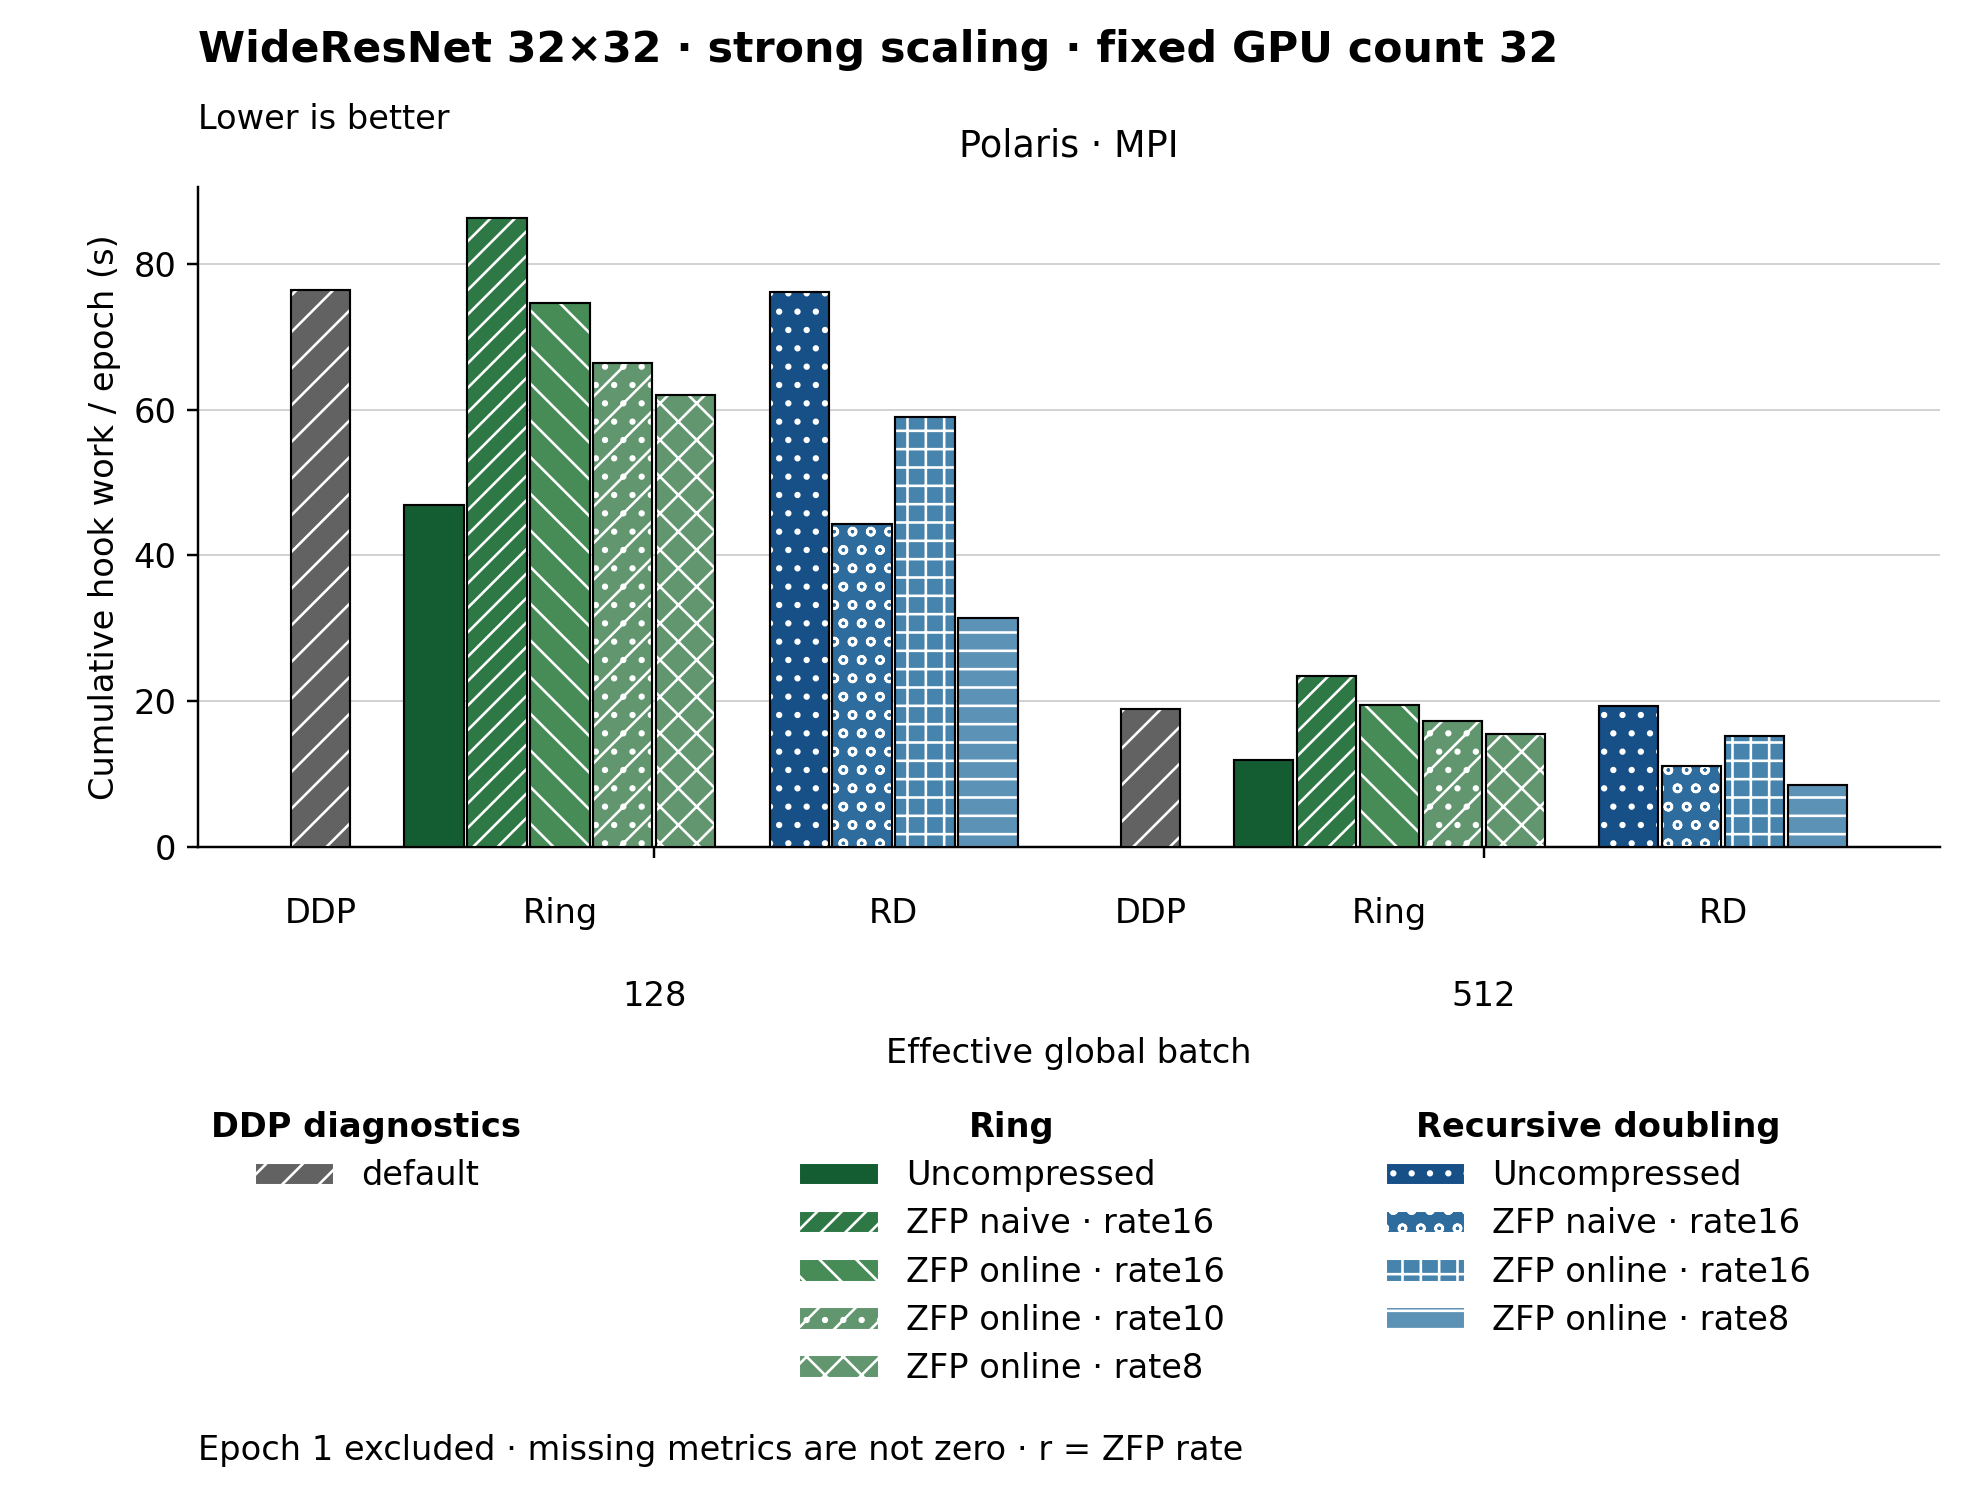 WideResNet 32×32 · strong scaling · fixed GPU count 32
Lower is better
Polaris · MPI
Cumulative hook work / epoch (s)
80
60
40
20
0
DDP Ring RD DDP Ring RD
128 512
Effective global batch
DDP diagnostics
default
Ring
Uncompressed
ZFP naive · rate16
ZFP online · rate16
ZFP online · rate10
ZFP online · rate8
Recursive doubling
Uncompressed
ZFP naive · rate16
ZFP online · rate16
ZFP online · rate8
Epoch 1 excluded · missing metrics are not zero · r = ZFP rate